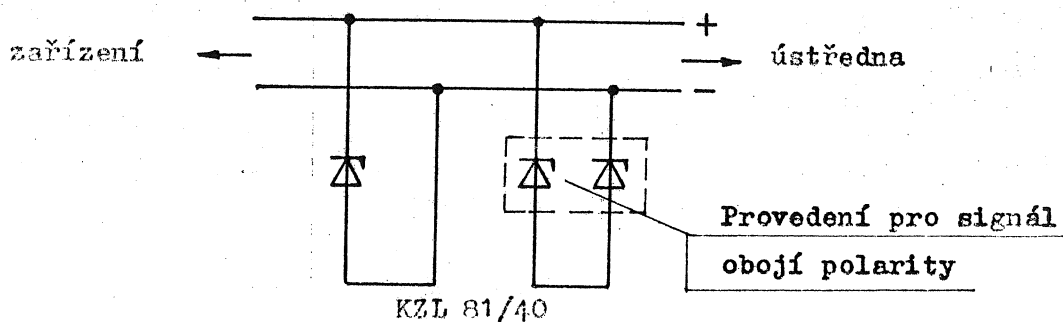 +
zařízení
ústředna
-
Provedení pro signál
obojí polarity
KZL 81/40